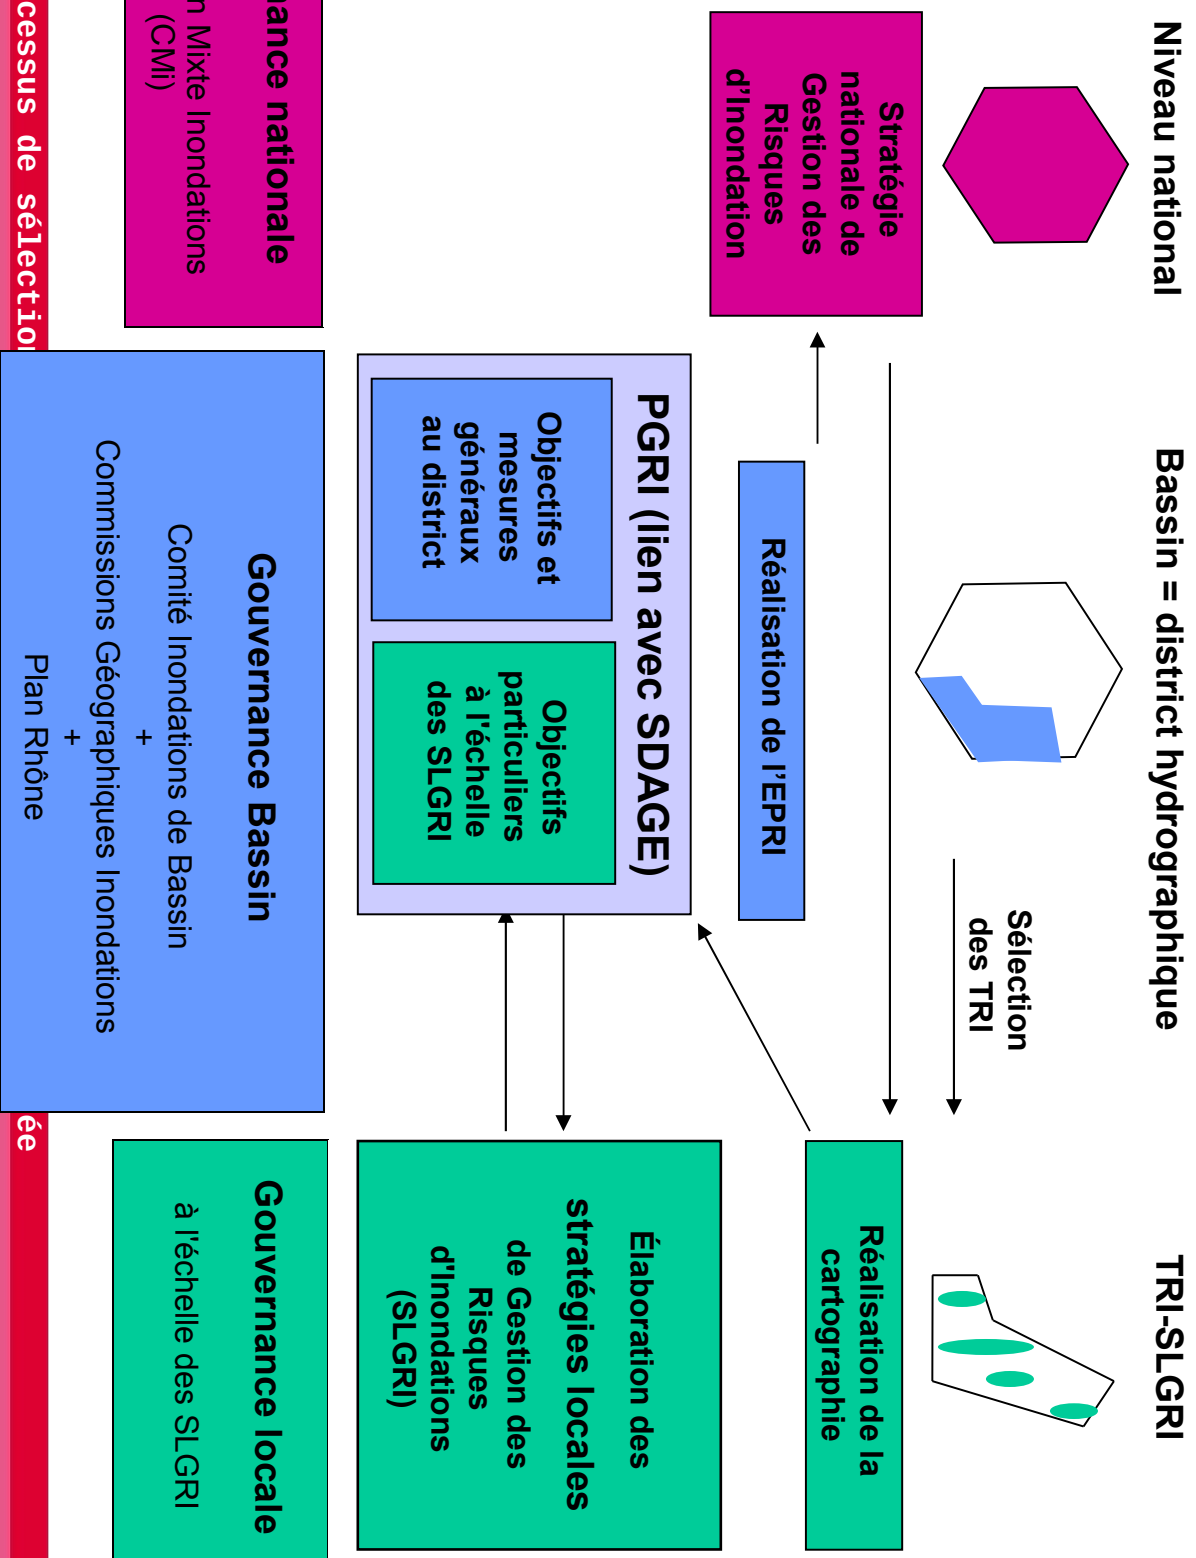 Niveau national
Bassin = district hydrographique
TRI-SLGRI
Sélection
des TRI
Stratégie
nationale de
Gestion des
Risques
d’Inondation
Réalisation de l’EPRI
Réalisation de la
cartographie
PGRI (lien avec SDAGE)
Objectifs et
mesures
généraux
au district
Objectifs
particuliers
à l'échelle
des SLGRI
Élaboration des
stratégies locales
de Gestion des
Risques
d'Inondations
(SLGRI)
nationale
Mixte Inondations
(CMi)
Gouvernance Bassin
Comité Inondations de Bassin
+
Commissions Géographiques Inondations
+
Plan Rhône
Gouvernance locale
à l'échelle des SLGRI
cessus de sélection ée